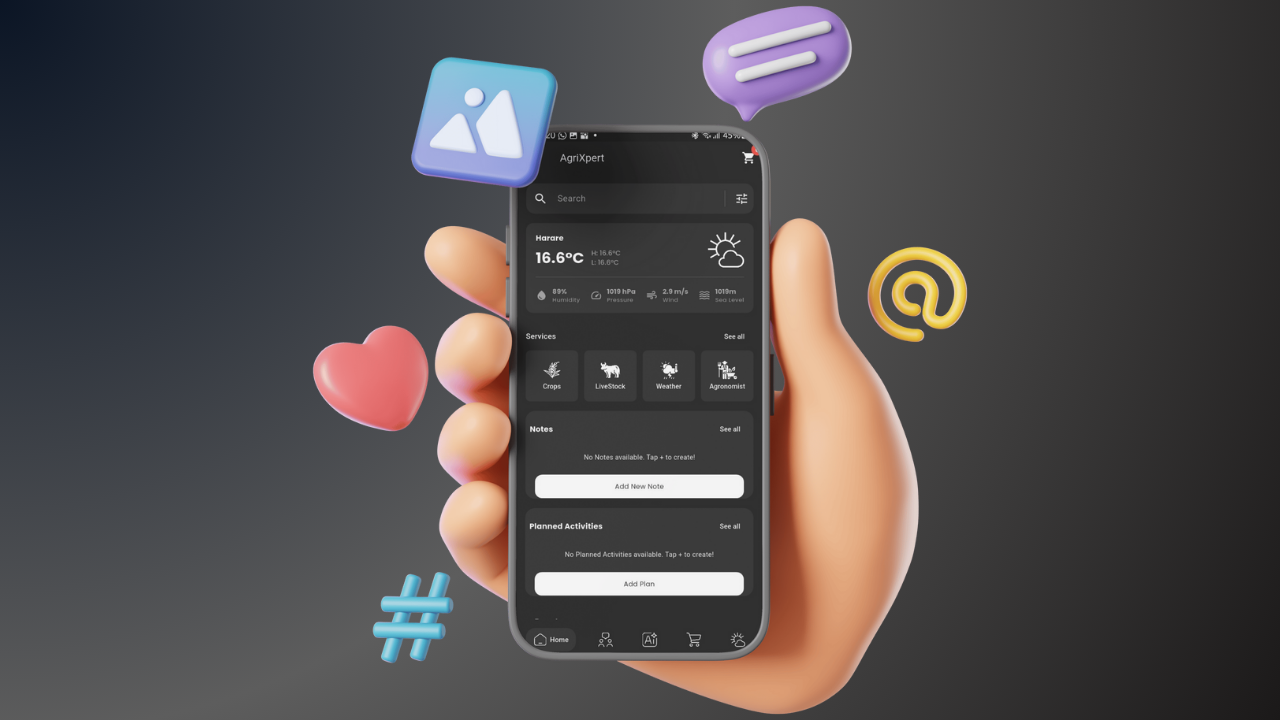 45%
AgriXpert
Search
Harare
16.6°C
H: 16.6°C
L: 16.6°C
89%
Humidity
1019 hPa
Pressure
2.9 m/s
Wind
1019m
Sea Level
Services
See all
Crops
LiveStock
Weather
Agronomist
Notes
See all
No Notes available. Tap + to create!
Add New Note
Planned Activities
See all
No Planned Activities available. Tap + to create!
Add Plan
Home
Ai